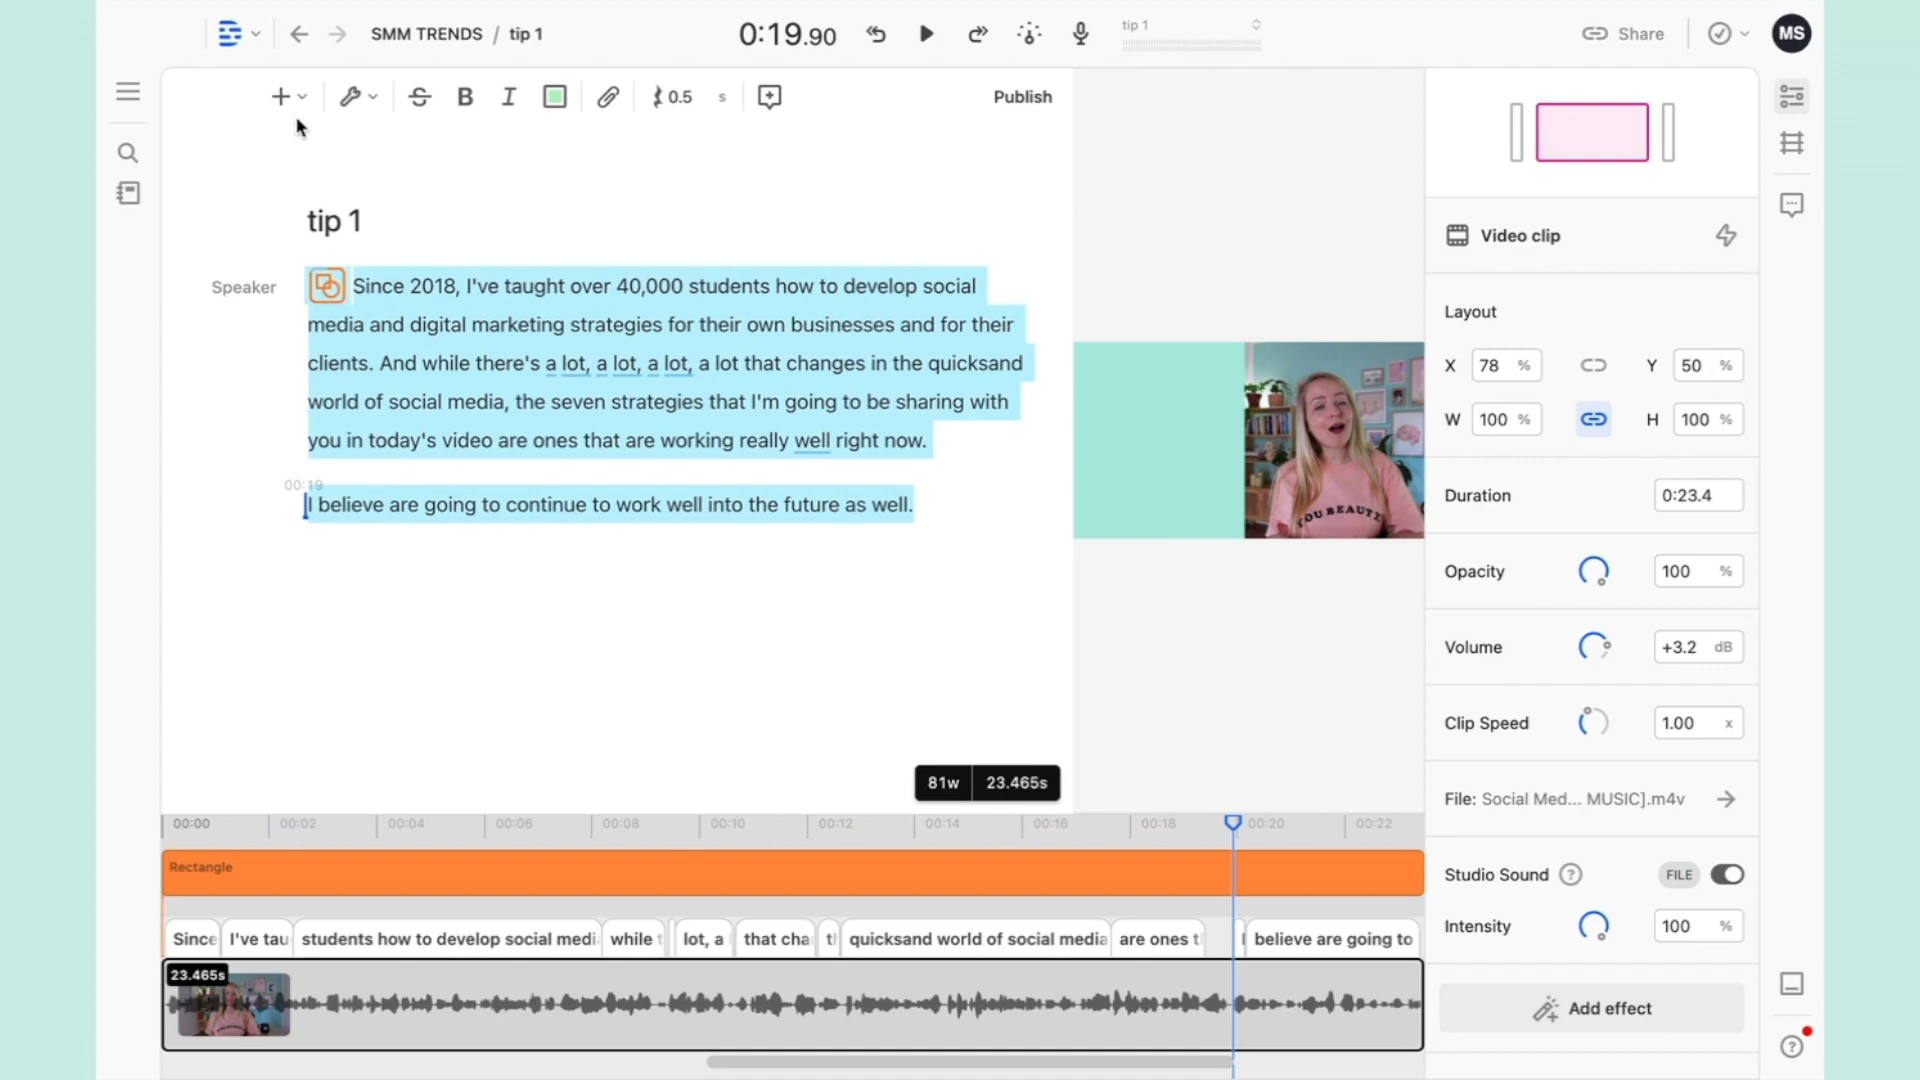 SMM TRENDS / tip 1
0:19.90
tip 1
Share
MS
B I
0.5 s
Publish
tip 1
Speaker
Since 2018, I've taught over 40,000 students how to develop social
media and digital marketing strategies for their own businesses and for their
clients. And while there's a lot, a lot, a lot, a lot that changes in the quicksand
world of social media, the seven strategies that I'm going to be sharing with
you in today's video are ones that are working really well right now.
00:19
I believe are going to continue to work well into the future as well.
YOU BEAUTY
81w 23.465s
Video clip
Layout
X 78 % Y 50 %
W 100 % H 100 %
Duration 0:23.4
Opacity 100 %
Volume +3.2 dB
Clip Speed 1.00 x
File: Social Med... MUSIC].m4v
Studio Sound ? FILE
Intensity 100 %
Add effect
?
00:00 00:02 00:04 00:06 00:08 00:10 00:12 00:14 00:16 00:18 00:20 00:22
Rectangle
Since I've tau students how to develop social medi while t lot, a that cha th quicksand world of social media are ones t I believe are going to
23.465s